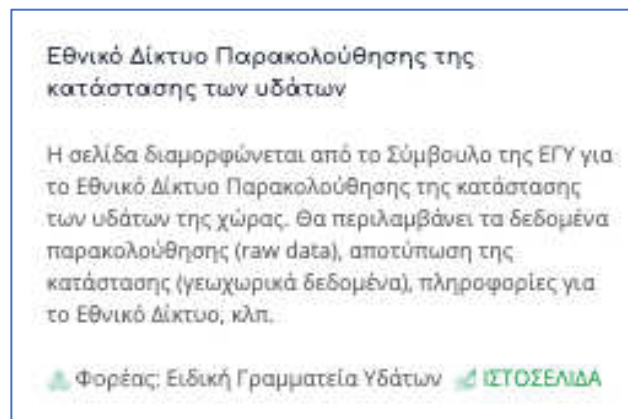 Εθνικό Δίκτυο Παρακολούθησης της
κατάστασης των υδάτων
Η σελίδα διαμορφώνεται από το Σύμβουλο της ΕΓΥ για
το Εθνικό Δίκτυο Παρακολούθησης της κατάστασης
των υδάτων της χώρας. Θα περιλαμβάνει τα δεδομένα
παρακολούθησης (raw data), αποτύπωση της
κατάστασης (γεωχωρικά δεδομένα), πληροφορίες για
το Εθνικό Δίκτυο, κλπ.
Φορέας: Ειδική Γραμματεία Υδάτων ΙΣΤΟΣΕΛΙΔΑ